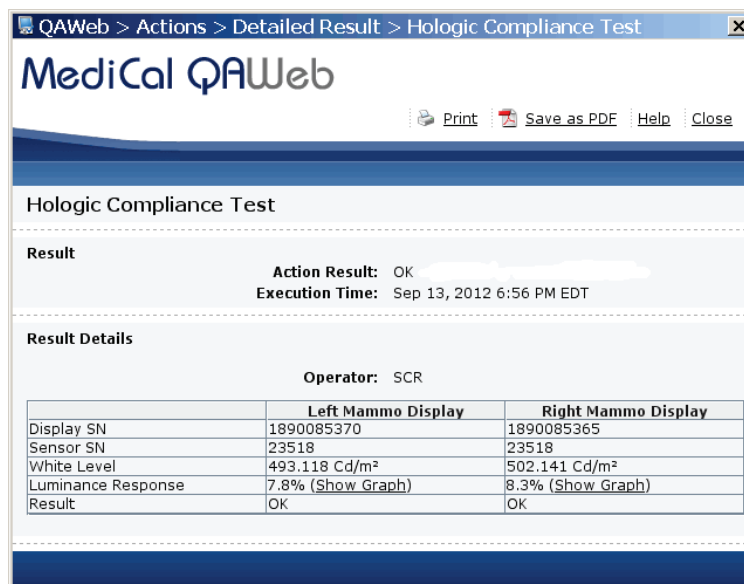 QAWeb > Actions > Detailed Result > Hologic Compliance Test
MediCal QAWeb
Print Save as PDF Help Close
Hologic Compliance Test
Result
Action Result: OK
Execution Time: Sep 13, 2012 6:56 PM EDT
Result Details
Operator: SCR
Left Mammo Display Right Mammo Display
Display SN 1890085370 1890085365
Sensor SN 23518 23518
White Level 493.118 Cd/m² 502.141 Cd/m²
Luminance Response 7.8% (Show Graph) 8.3% (Show Graph)
Result OK OK